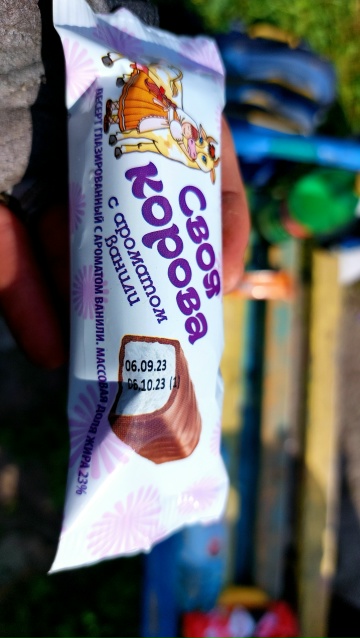 Своя
корова
с ароматом
ванили
06.09.23
06.10.23 (1)
ДЕСЕРТ ГЛАЗИРОВАННЫЙ С АРОМАТОМ ВАНИЛИ. МАССОВАЯ ДОЛЯ ЖИРА 23%